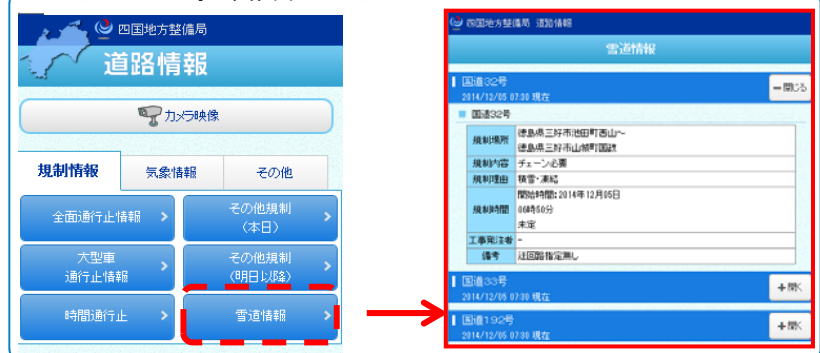 四国地方整備局
道路情報
カメラ映像
規制情報
気象情報
その他
全面通行止情報
その他規制
(本日)
大型車
通行止情報
その他規制
(明日以降)
時間通行止
雪道情報
四国地方整備局 道路情報
雪道情報
国道32号
2014/12/05 07:30 現在
ー閉じる
国道32号
規制場所
徳島県三好市池田町西山～
徳島県三好市山城町国政
規制内容
チェーン必要
規制理由
積雪・凍結
規制時間
開始時間:2014年12月05日
06時50分
未定
工事発注者
-
備考
迂回路指定無し
国道33号
2014/12/05 07:30 現在
＋開く
国道192号
2014/12/05 07:30 現在
＋開く